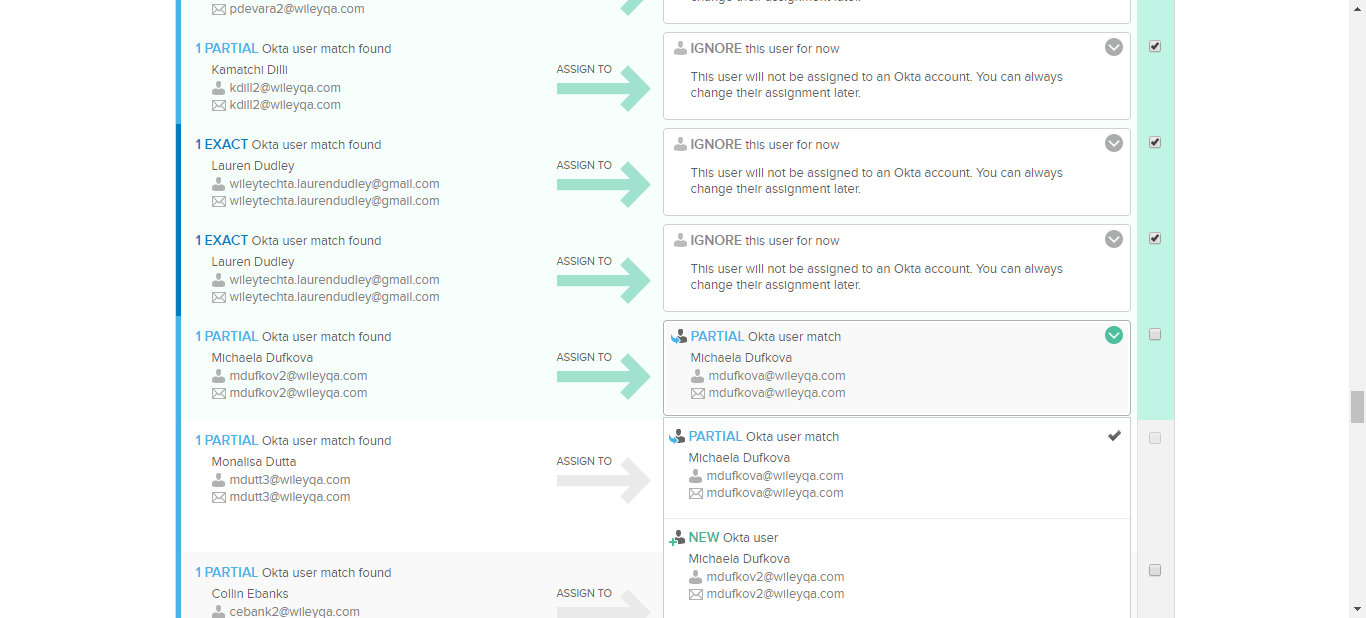 pdevara2@wileyqa.com
1 PARTIAL Okta user match found
Kamatchi Dilli
kdill2@wileyqa.com
kdill2@wileyqa.com
ASSIGN TO
IGNORE this user for now
This user will not be assigned to an Okta account. You can always
change their assignment later.
1 EXACT Okta user match found
Lauren Dudley
wileytechta.laurendudley@gmail.com
wileytechta.laurendudley@gmail.com
ASSIGN TO
IGNORE this user for now
This user will not be assigned to an Okta account. You can always
change their assignment later.
1 EXACT Okta user match found
Lauren Dudley
wileytechta.laurendudley@gmail.com
wileytechta.laurendudley@gmail.com
ASSIGN TO
IGNORE this user for now
This user will not be assigned to an Okta account. You can always
change their assignment later.
1 PARTIAL Okta user match found
Michaela Dufkova
mdufkov2@wileyqa.com
mdufkov2@wileyqa.com
ASSIGN TO
PARTIAL Okta user match
Michaela Dufkova
mdufkova@wileyqa.com
mdufkova@wileyqa.com
1 PARTIAL Okta user match found
Monalisa Dutta
mdutt3@wileyqa.com
mdutt3@wileyqa.com
ASSIGN TO
PARTIAL Okta user match
Michaela Dufkova
mdufkova@wileyqa.com
mdufkova@wileyqa.com
NEW Okta user
Michaela Dufkova
mdufkov2@wileyqa.com
mdufkov2@wileyqa.com
1 PARTIAL Okta user match found
Collin Ebanks
cebank2@wileyqa.com
ASSIGN TO